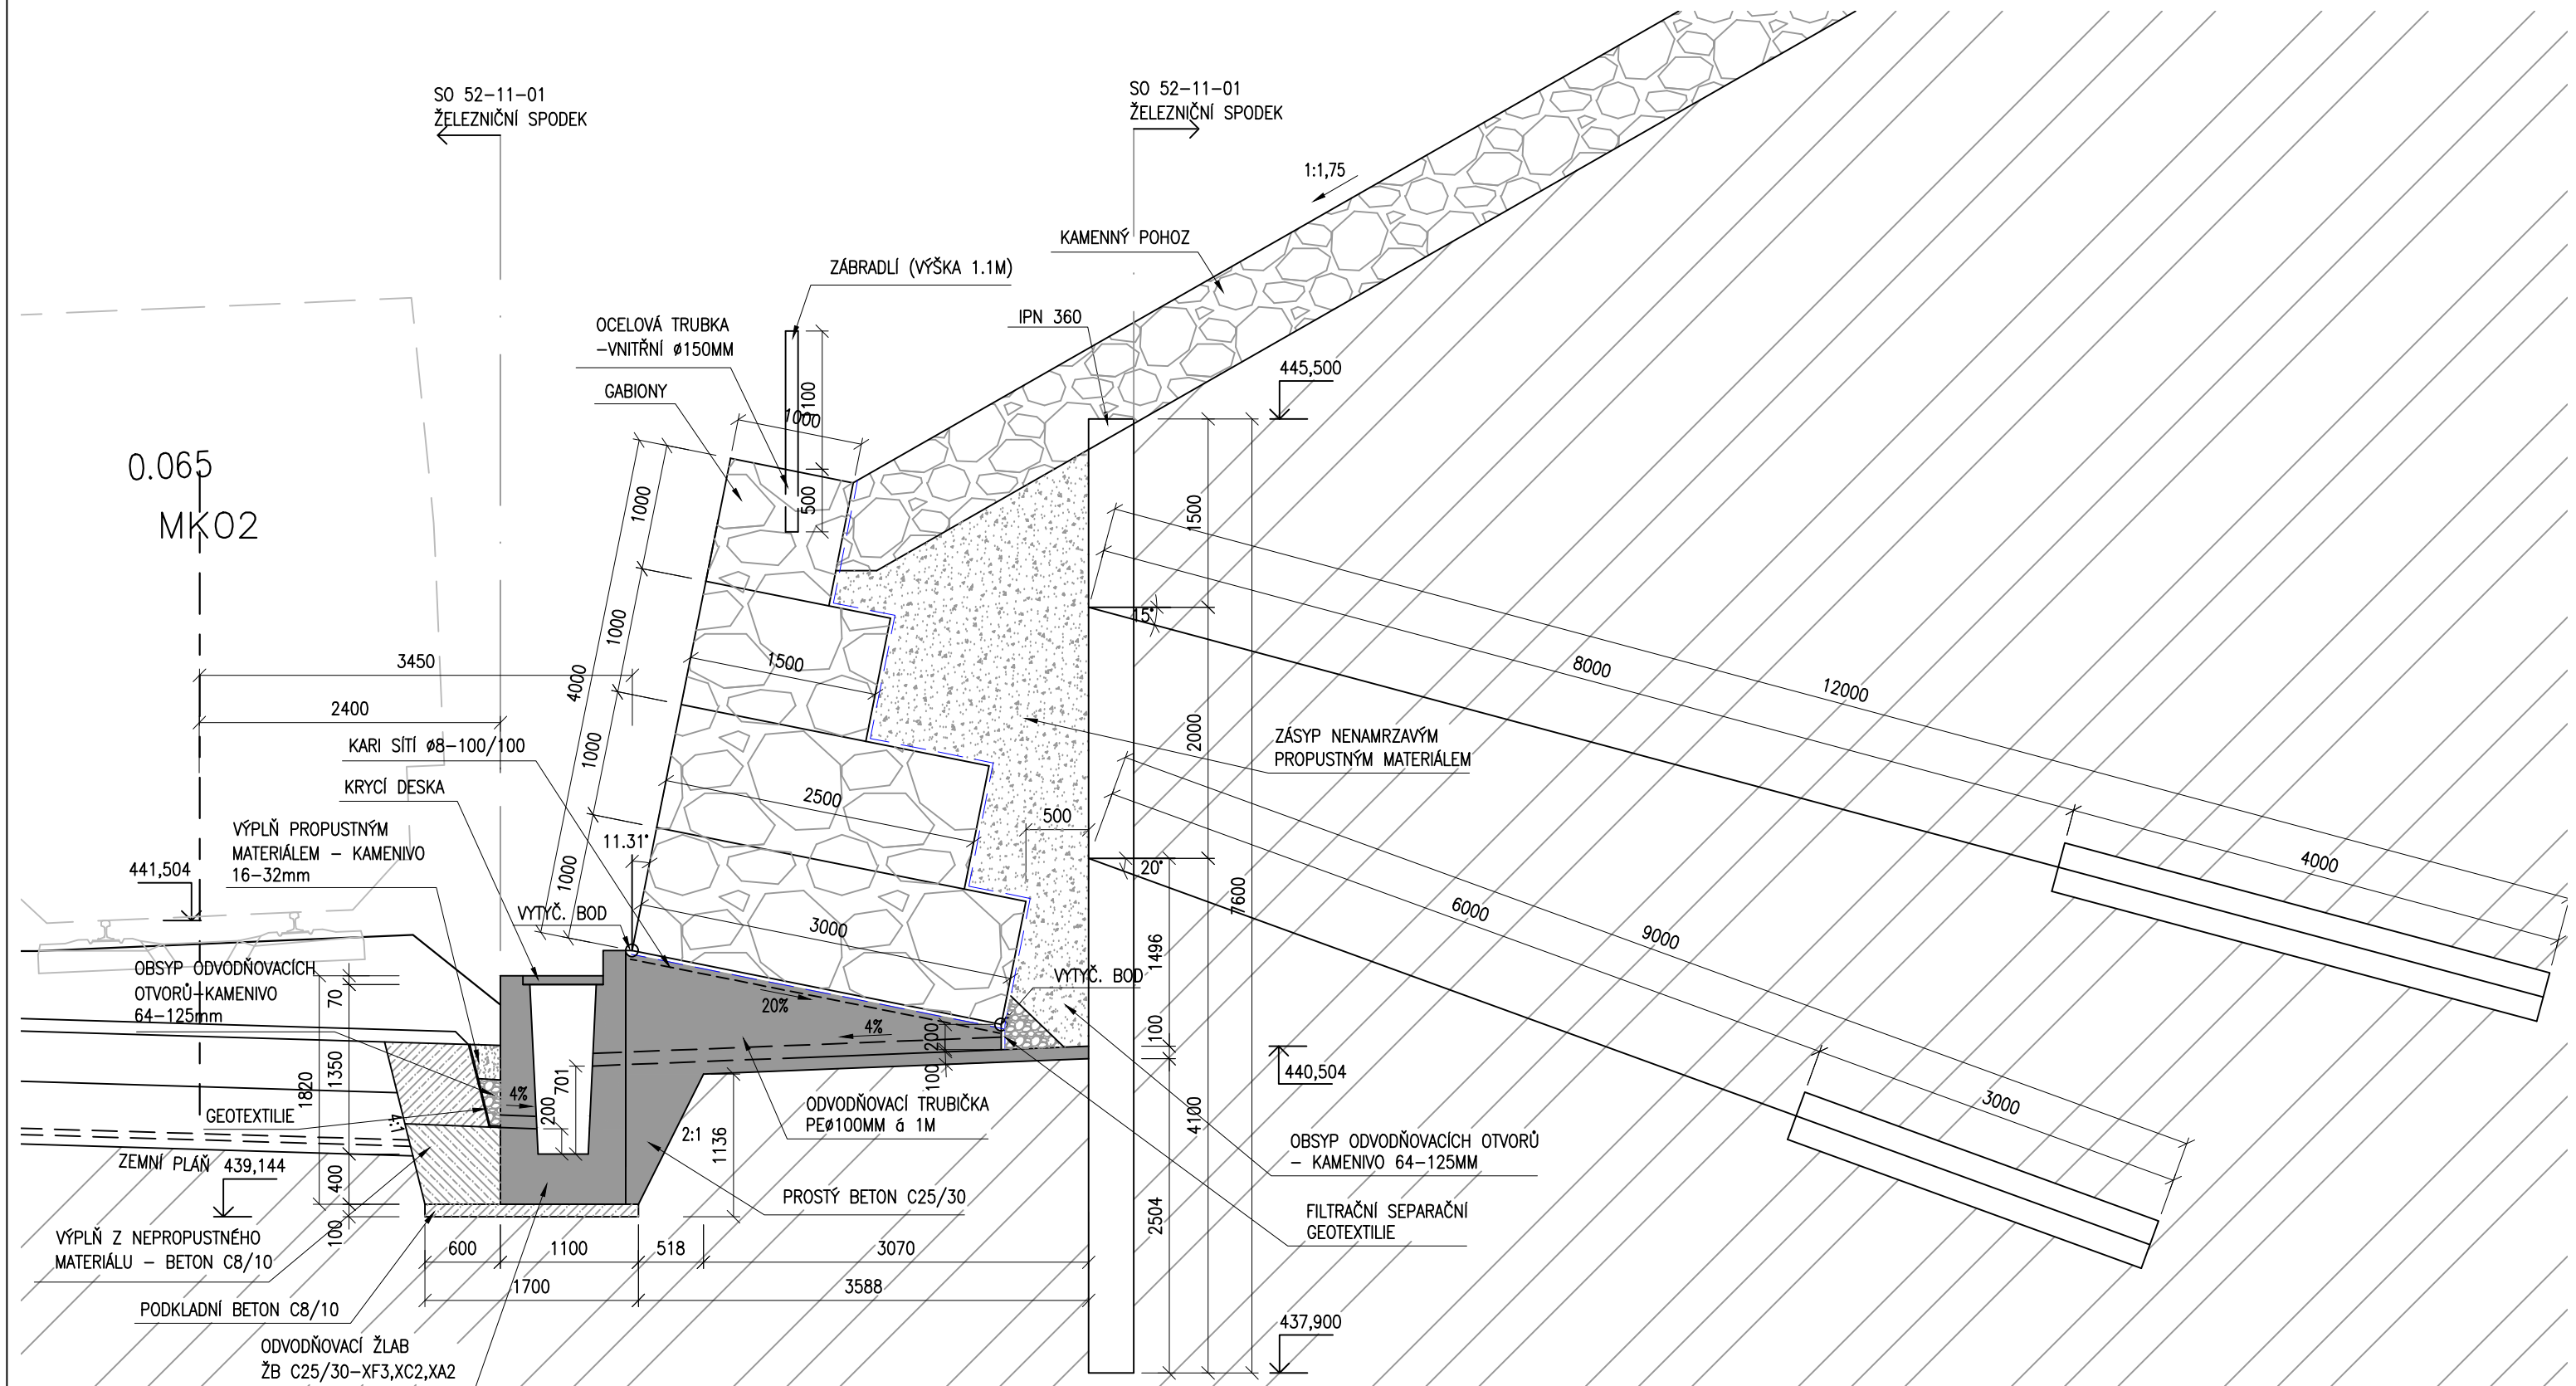 SO 52-11-01
ŽELEZNIČNÍ SPODEK
SO 52-11-01
ŽELEZNIČNÍ SPODEK
1:1,75
KAMENNÝ POHOZ
ZÁBRADLÍ (VÝŠKA 1.1M)
IPN 360
OCELOVÁ TRUBKA
-VNITŘNÍ ø150MM
GABIONY
445,500
1100
1000
500
0.065
MK02
1000
1000
4000
1000
1000
1500
2000
15°
8000
12000
3450
2400
1500
KARI SÍTÍ ø8-100/100
KRYCÍ DESKA
ZÁSYP NENAMRZAVÝM
PROPUSTNÝM MATERIÁLEM
2500
500
VÝPLŇ PROPUSTNÝM
MATERIÁLEM - KAMENIVO
16-32mm
11.31°
441,504
20°
7600
4000
6000
9000
VYTYČ. BOD
3000
1496
VYTYČ. BOD
OBSYP ODVODŇOVACÍCH
OTVORŮ-KAMENIVO
64-125mm
20%
4%
200
100
100
440,504
70
1350
1820
701
200
4%
GEOTEXTILIE
4:1
ODVODŇOVACÍ TRUBIČKA
PEø100MM á 1M
2:1
1136
4100
3000
OBSYP ODVODŇOVACÍCH OTVORŮ
- KAMENIVO 64-125MM
ZEMNÍ PLÁŇ 439,144
400
100
PROSTÝ BETON C25/30
2504
FILTRAČNÍ SEPARAČNÍ
GEOTEXTILIE
VÝPLŇ Z NEPROPUSTNÉHO
MATERIÁLU - BETON C8/10
600
1100
518
3070
1700
3588
PODKLADNÍ BETON C8/10
437,900
ODVODŇOVACÍ ŽLAB
ŽB C25/30-XF3,XC2,XA2